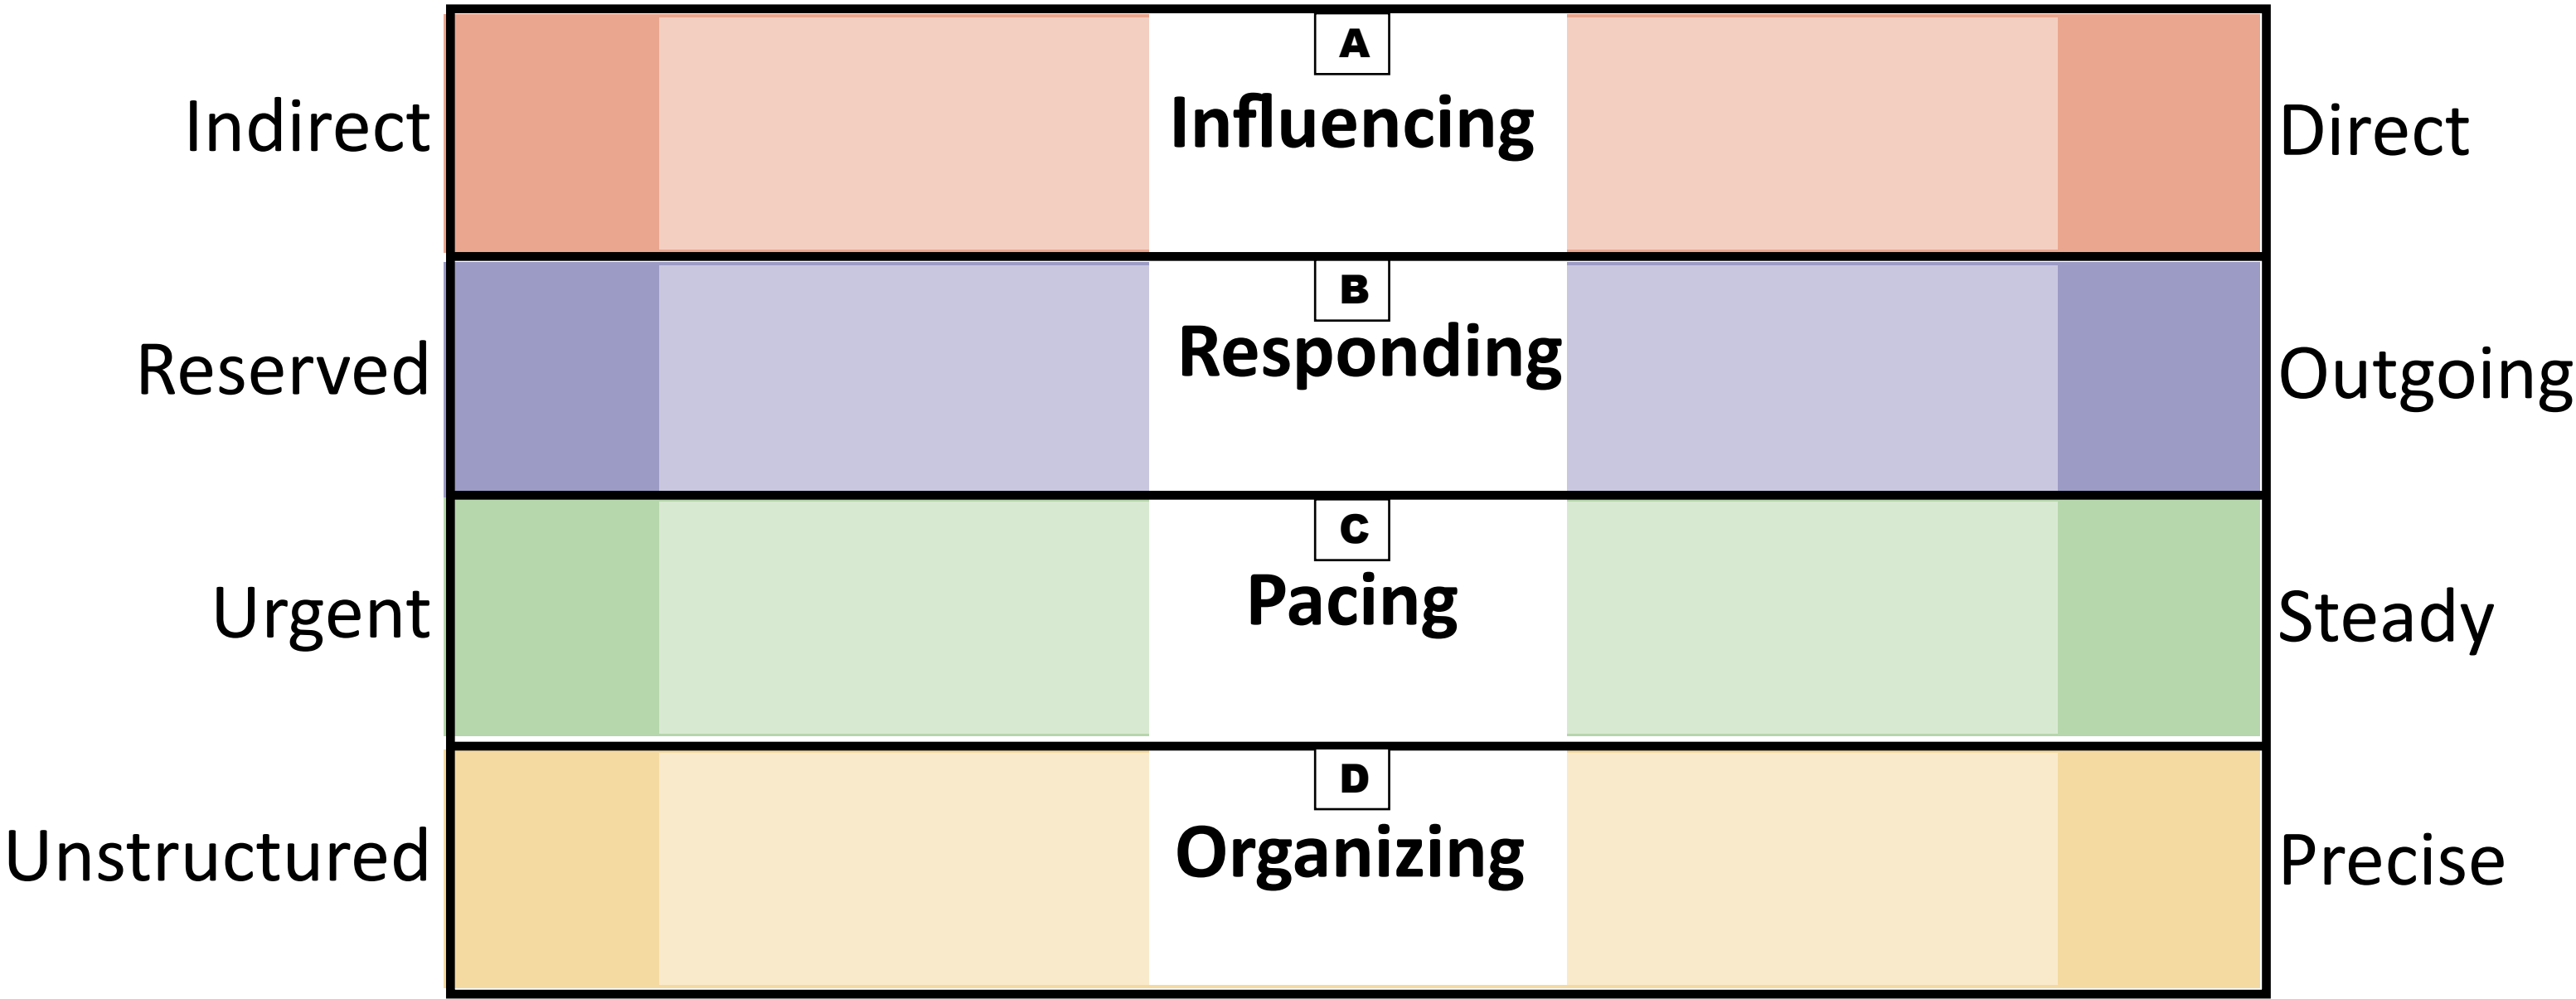 A
Indirect Influencing Direct
B
Reserved Responding Outgoing
C
Urgent Pacing Steady
D
Unstructured Organizing Precise